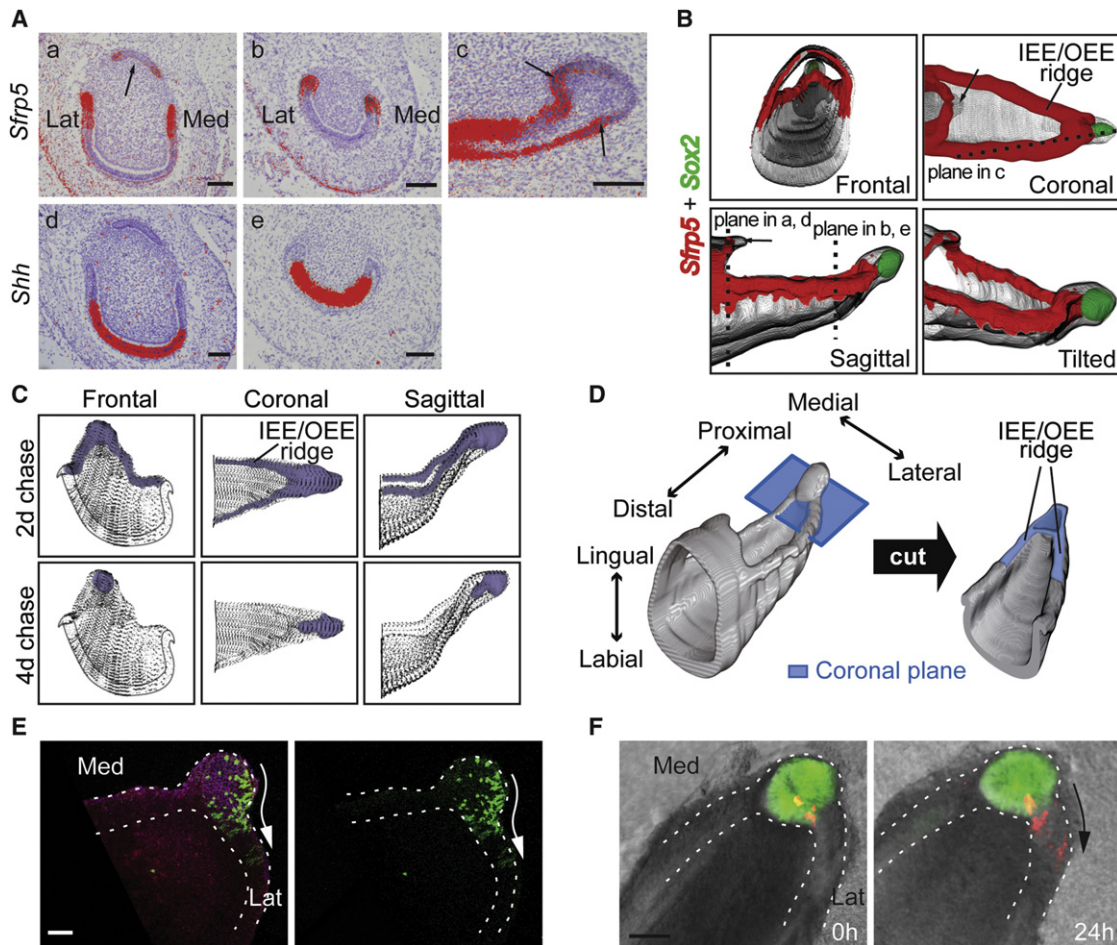 A
a
b
c
Sfrp5
Lat
Med
d
e
Shh
B
IEE/OEE
ridge
plane in c
Frontal
Coronal
Sfrp5 + Sox2
plane in a, d
plane in b, e
Sagittal
Tilted
C
Frontal
Coronal
Sagittal
2d chase
IEE/OEE
ridge
4d chase
D
Medial
Proximal
Lateral
IEE/OEE
ridge
Distal
Lingual
cut
Labial
Coronal plane
E
Med
Lat
F
Med
Lat
0h
24h